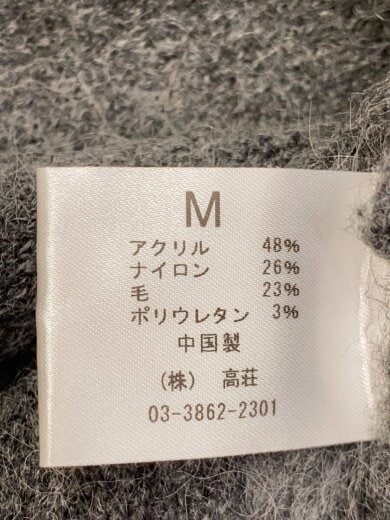 M
アクリル 48%
ナイロン 26%
毛 23%
ポリウレタン 3%
中国製
(株) 高荘
03-3862-2301